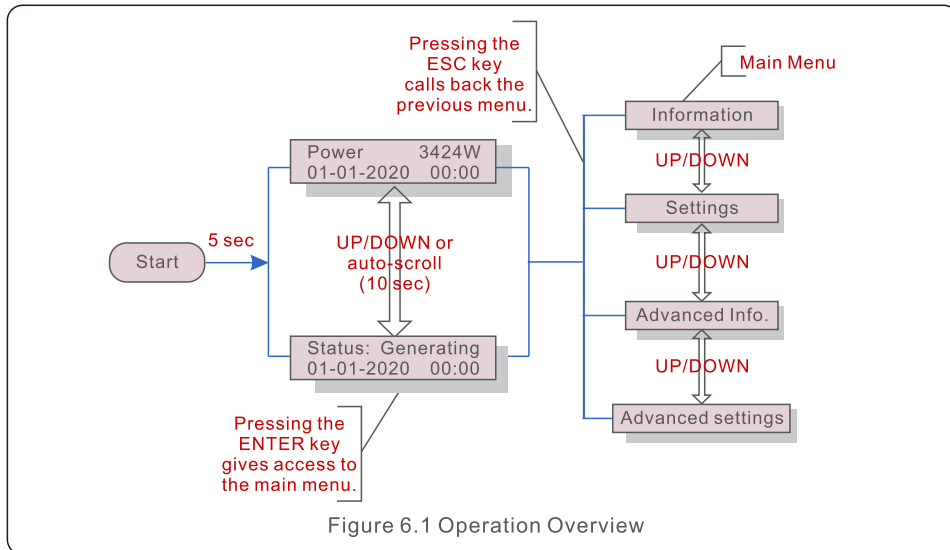 Pressing the
ESC key
calls back the
previous menu.
Main Menu
Information
UP/DOWN
Settings
UP/DOWN
Advanced Info.
UP/DOWN
Advanced settings
Power 3424W
01-01-2020 00:00
5 sec
Start
UP/DOWN or
auto-scroll
(10 sec)
Status: Generating
01-01-2020 00:00
Pressing the
ENTER key
gives access to
the main menu.
Figure 6.1 Operation Overview